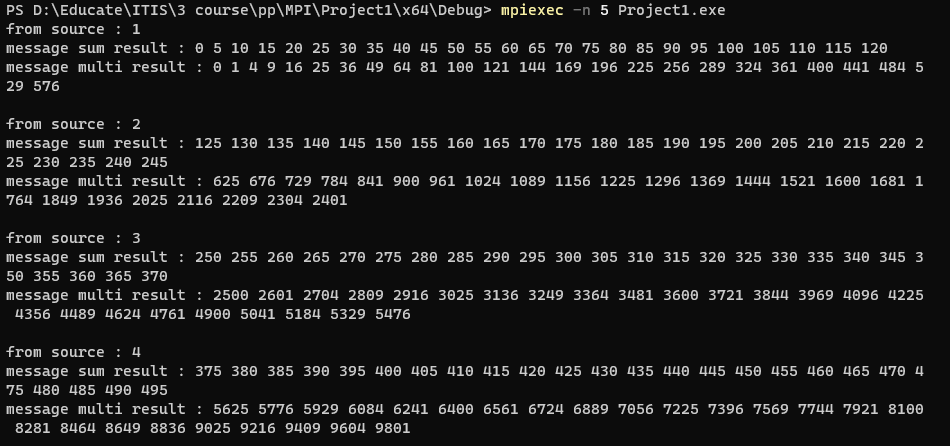 PS D:\Educate\ITIS\3 course\pp\MPI\Project1\x64\Debug> mpiexec -n 5 Project1.exe
from source : 1
message sum result : 0 5 10 15 20 25 30 35 40 45 50 55 60 65 70 75 80 85 90 95 100 105 110 115 120
message multi result : 0 1 4 9 16 25 36 49 64 81 100 121 144 169 196 225 256 289 324 361 400 441 484 5
29 576

from source : 2
message sum result : 125 130 135 140 145 150 155 160 165 170 175 180 185 190 195 200 205 210 215 220 2
25 230 235 240 245
message multi result : 625 676 729 784 841 900 961 1024 1089 1156 1225 1296 1369 1444 1521 1600 1681 1
764 1849 1936 2025 2116 2209 2304 2401

from source : 3
message sum result : 250 255 260 265 270 275 280 285 290 295 300 305 310 315 320 325 330 335 340 345 3
50 355 360 365 370
message multi result : 2500 2601 2704 2809 2916 3025 3136 3249 3364 3481 3600 3721 3844 3969 4096 4225
 4356 4489 4624 4761 4900 5041 5184 5329 5476

from source : 4
message sum result : 375 380 385 390 395 400 405 410 415 420 425 430 435 440 445 450 455 460 465 470 4
75 480 485 490 495
message multi result : 5625 5776 5929 6084 6241 6400 6561 6724 6889 7056 7225 7396 7569 7744 7921 8100
 8281 8464 8649 8836 9025 9216 9409 9604 9801